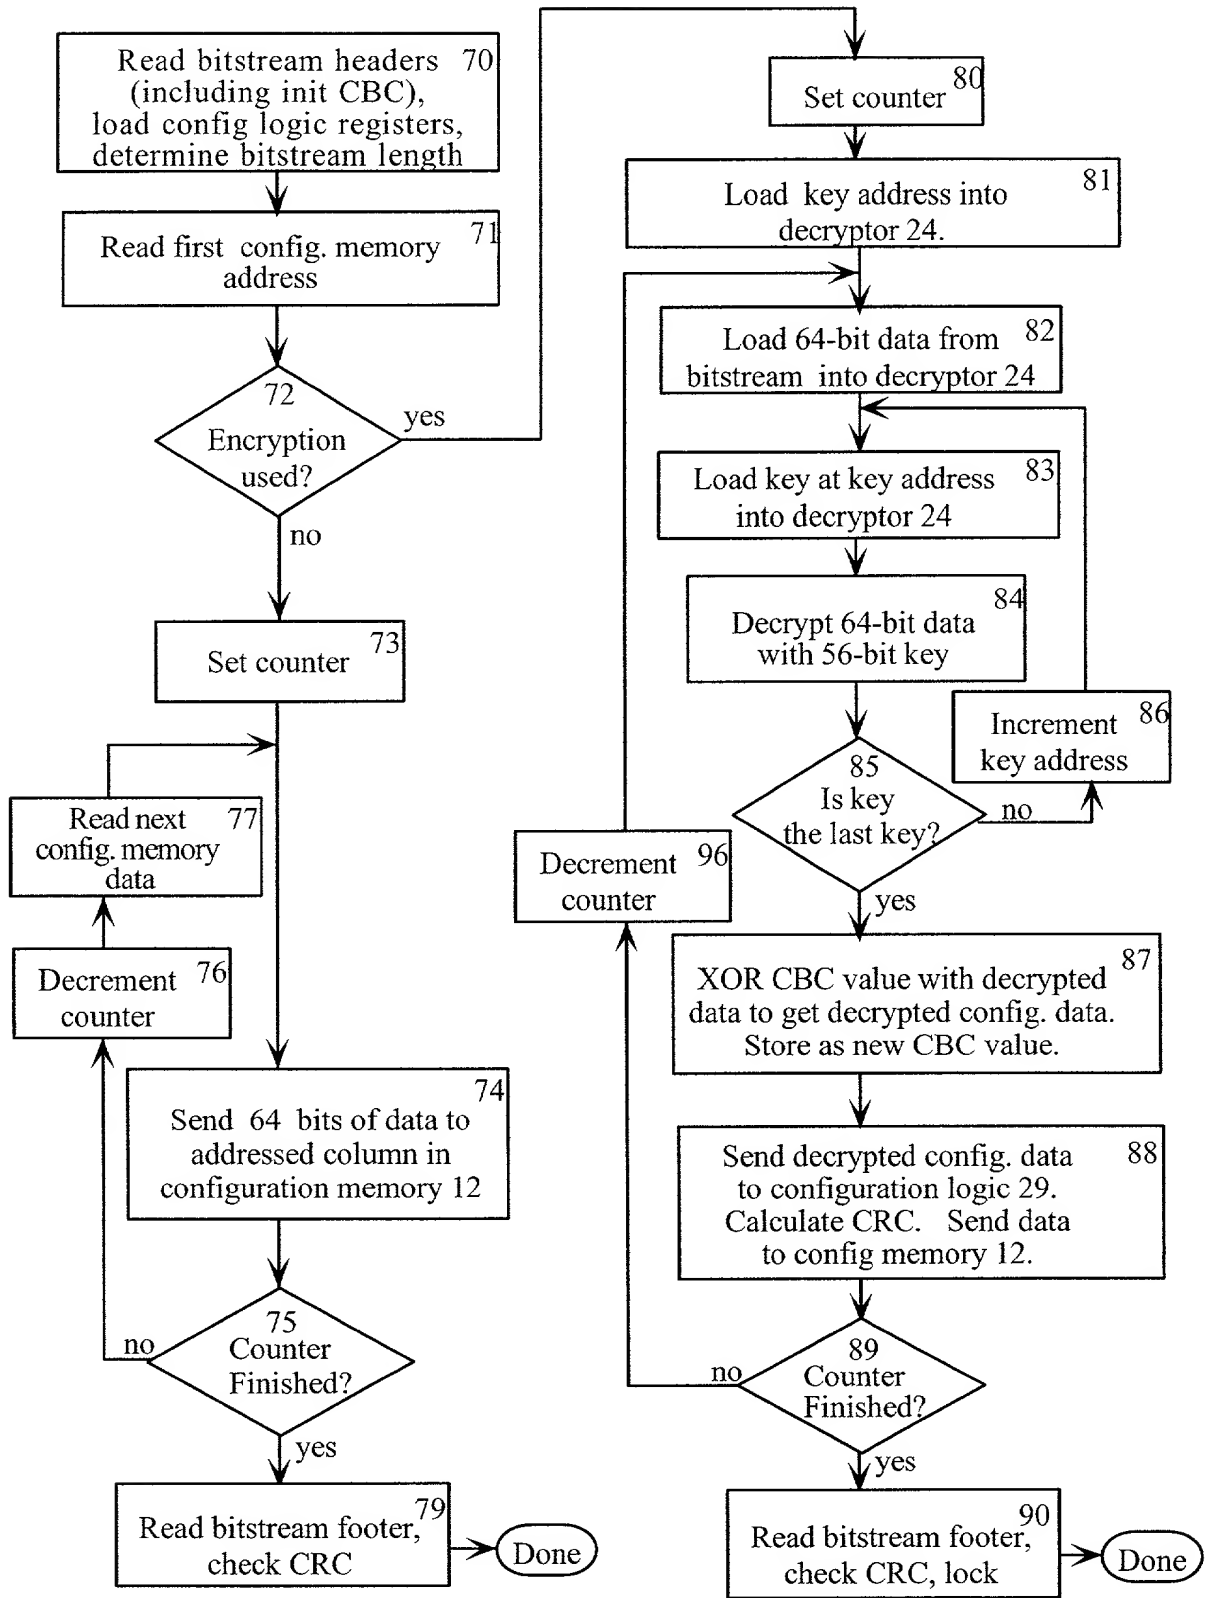 Read bitstream headers 70
(including init CBC),
load config logic registers,
determine bitstream length
Read first config. memory 71
address
72
Encryption
used?
yes
no
Set counter 73
Read next 77
config. memory
data
Decrement 76
counter
74
Send 64 bits of data to
addressed column in
configuration memory 12
75
Counter
Finished?
no
yes
79
Read bitstream footer,
check CRC
Done
80
Set counter
81
Load key address into
decryptor 24.
Load 64-bit data from 82
bitstream into decryptor 24
Load key at key address 83
into decryptor 24
84
Decrypt 64-bit data
with 56-bit key
85
Is key
the last key?
no
Increment 86
key address
yes
Decrement 96
counter
87
XOR CBC value with decrypted
data to get decrypted config. data.
Store as new CBC value.
Send decrypted config. data 88
to configuration logic 29.
Calculate CRC. Send data
to config memory 12.
89
Counter
Finished?
no
yes
90
Read bitstream footer,
check CRC, lock
Done